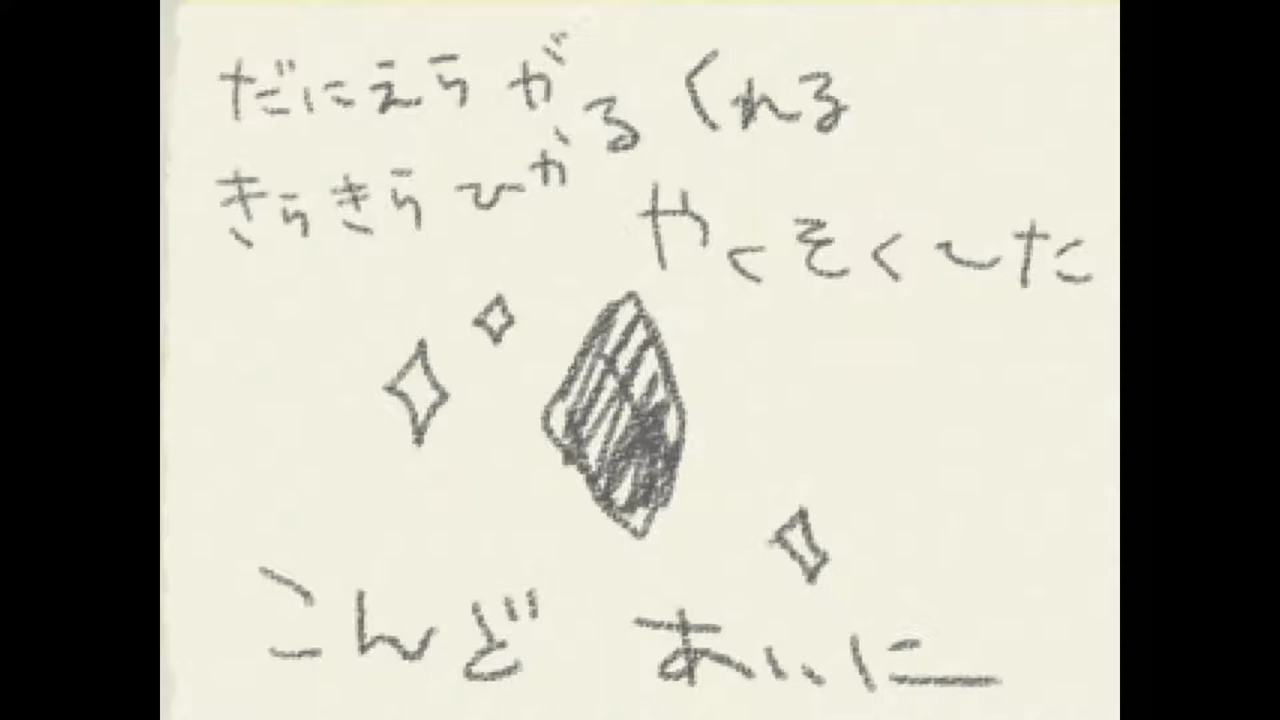 だにえらが くれる
きらきらひかる
やくそくした
こんど あいに